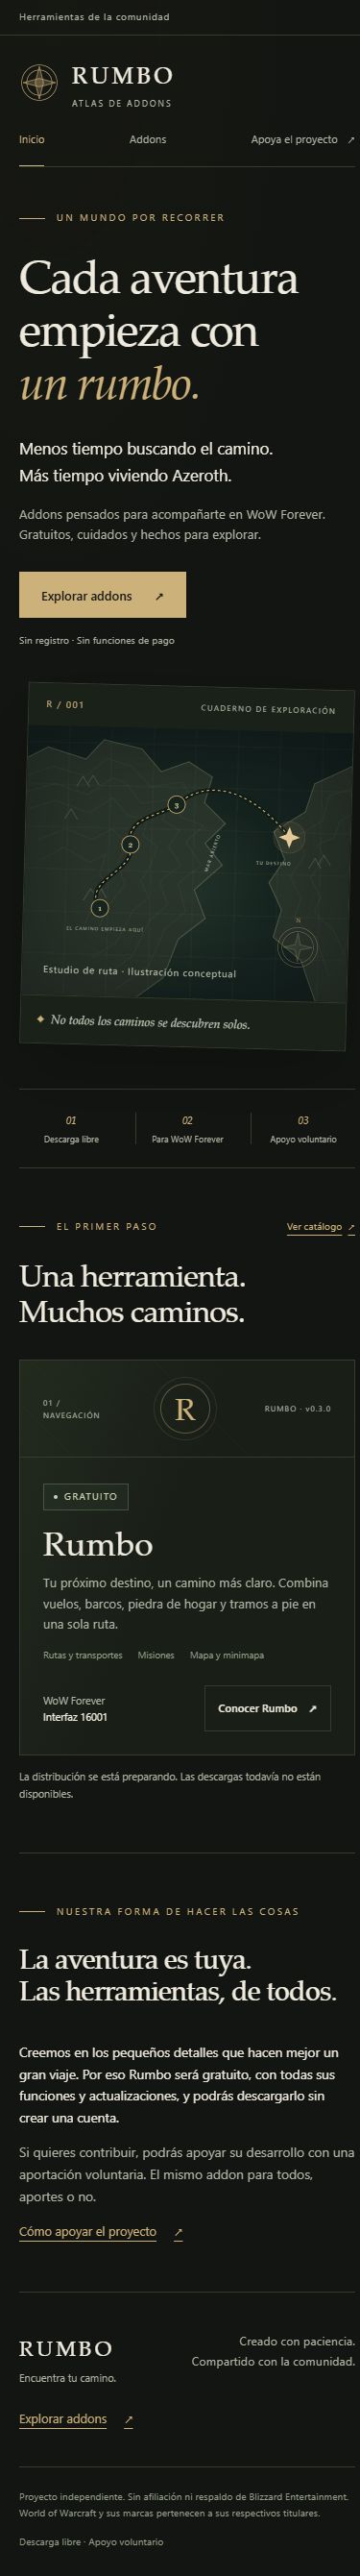 Herramientas de la comunidad
RUMBO
ATLAS DE ADDONS
Inicio Addons Apoya el proyecto ↗
UN MUNDO POR RECORRER
Cada aventura
empieza con
un rumbo.
Menos tiempo buscando el camino.
Más tiempo viviendo Azeroth.
Addons pensados para acompañarte en WoW Forever.
Gratuitos, cuidados y hechos para explorar.
Explorar addons ↗
Sin registro · Sin funciones de pago
R / 001 CUADERNO DE EXPLORACIÓN
3
2
MAR ABIERTO
TU DESTINO
1
EL CAMINO EMPIEZA AQUÍ
N
Estudio de ruta · Ilustración conceptual
No todos los caminos se descubren solos.
01 02 03
Descarga libre Para WoW Forever Apoyo voluntario
EL PRIMER PASO Ver catálogo ↗
Una herramienta.
Muchos caminos.
01 /
NAVEGACIÓN
R
RUMBO · v0.3.0
• GRATUITO
Rumbo
Tu próximo destino, un camino más claro. Combina
vuelos, barcos, piedra de hogar y tramos a pie en
una sola ruta.
Rutas y transportes Misiones Mapa y minimapa
WoW Forever
Interfaz 16001
Conocer Rumbo ↗
La distribución se está preparando. Las descargas todavía no están
disponibles.
NUESTRA FORMA DE HACER LAS COSAS
La aventura es tuya.
Las herramientas, de todos.
Creemos en los pequeños detalles que hacen mejor un
gran viaje. Por eso Rumbo será gratuito, con todas sus
funciones y actualizaciones, y podrás descargarlo sin
crear una cuenta.
Si quieres contribuir, podrás apoyar su desarrollo con una
aportación voluntaria. El mismo addon para todos,
aportes o no.
Cómo apoyar el proyecto ↗
RUMBO
Encuentra tu camino.
Creado con paciencia.
Compartido con la comunidad.
Explorar addons ↗
Proyecto independiente. Sin afiliación ni respaldo de Blizzard Entertainment.
World of Warcraft y sus marcas pertenecen a sus respectivos titulares.
Descarga libre · Apoyo voluntario